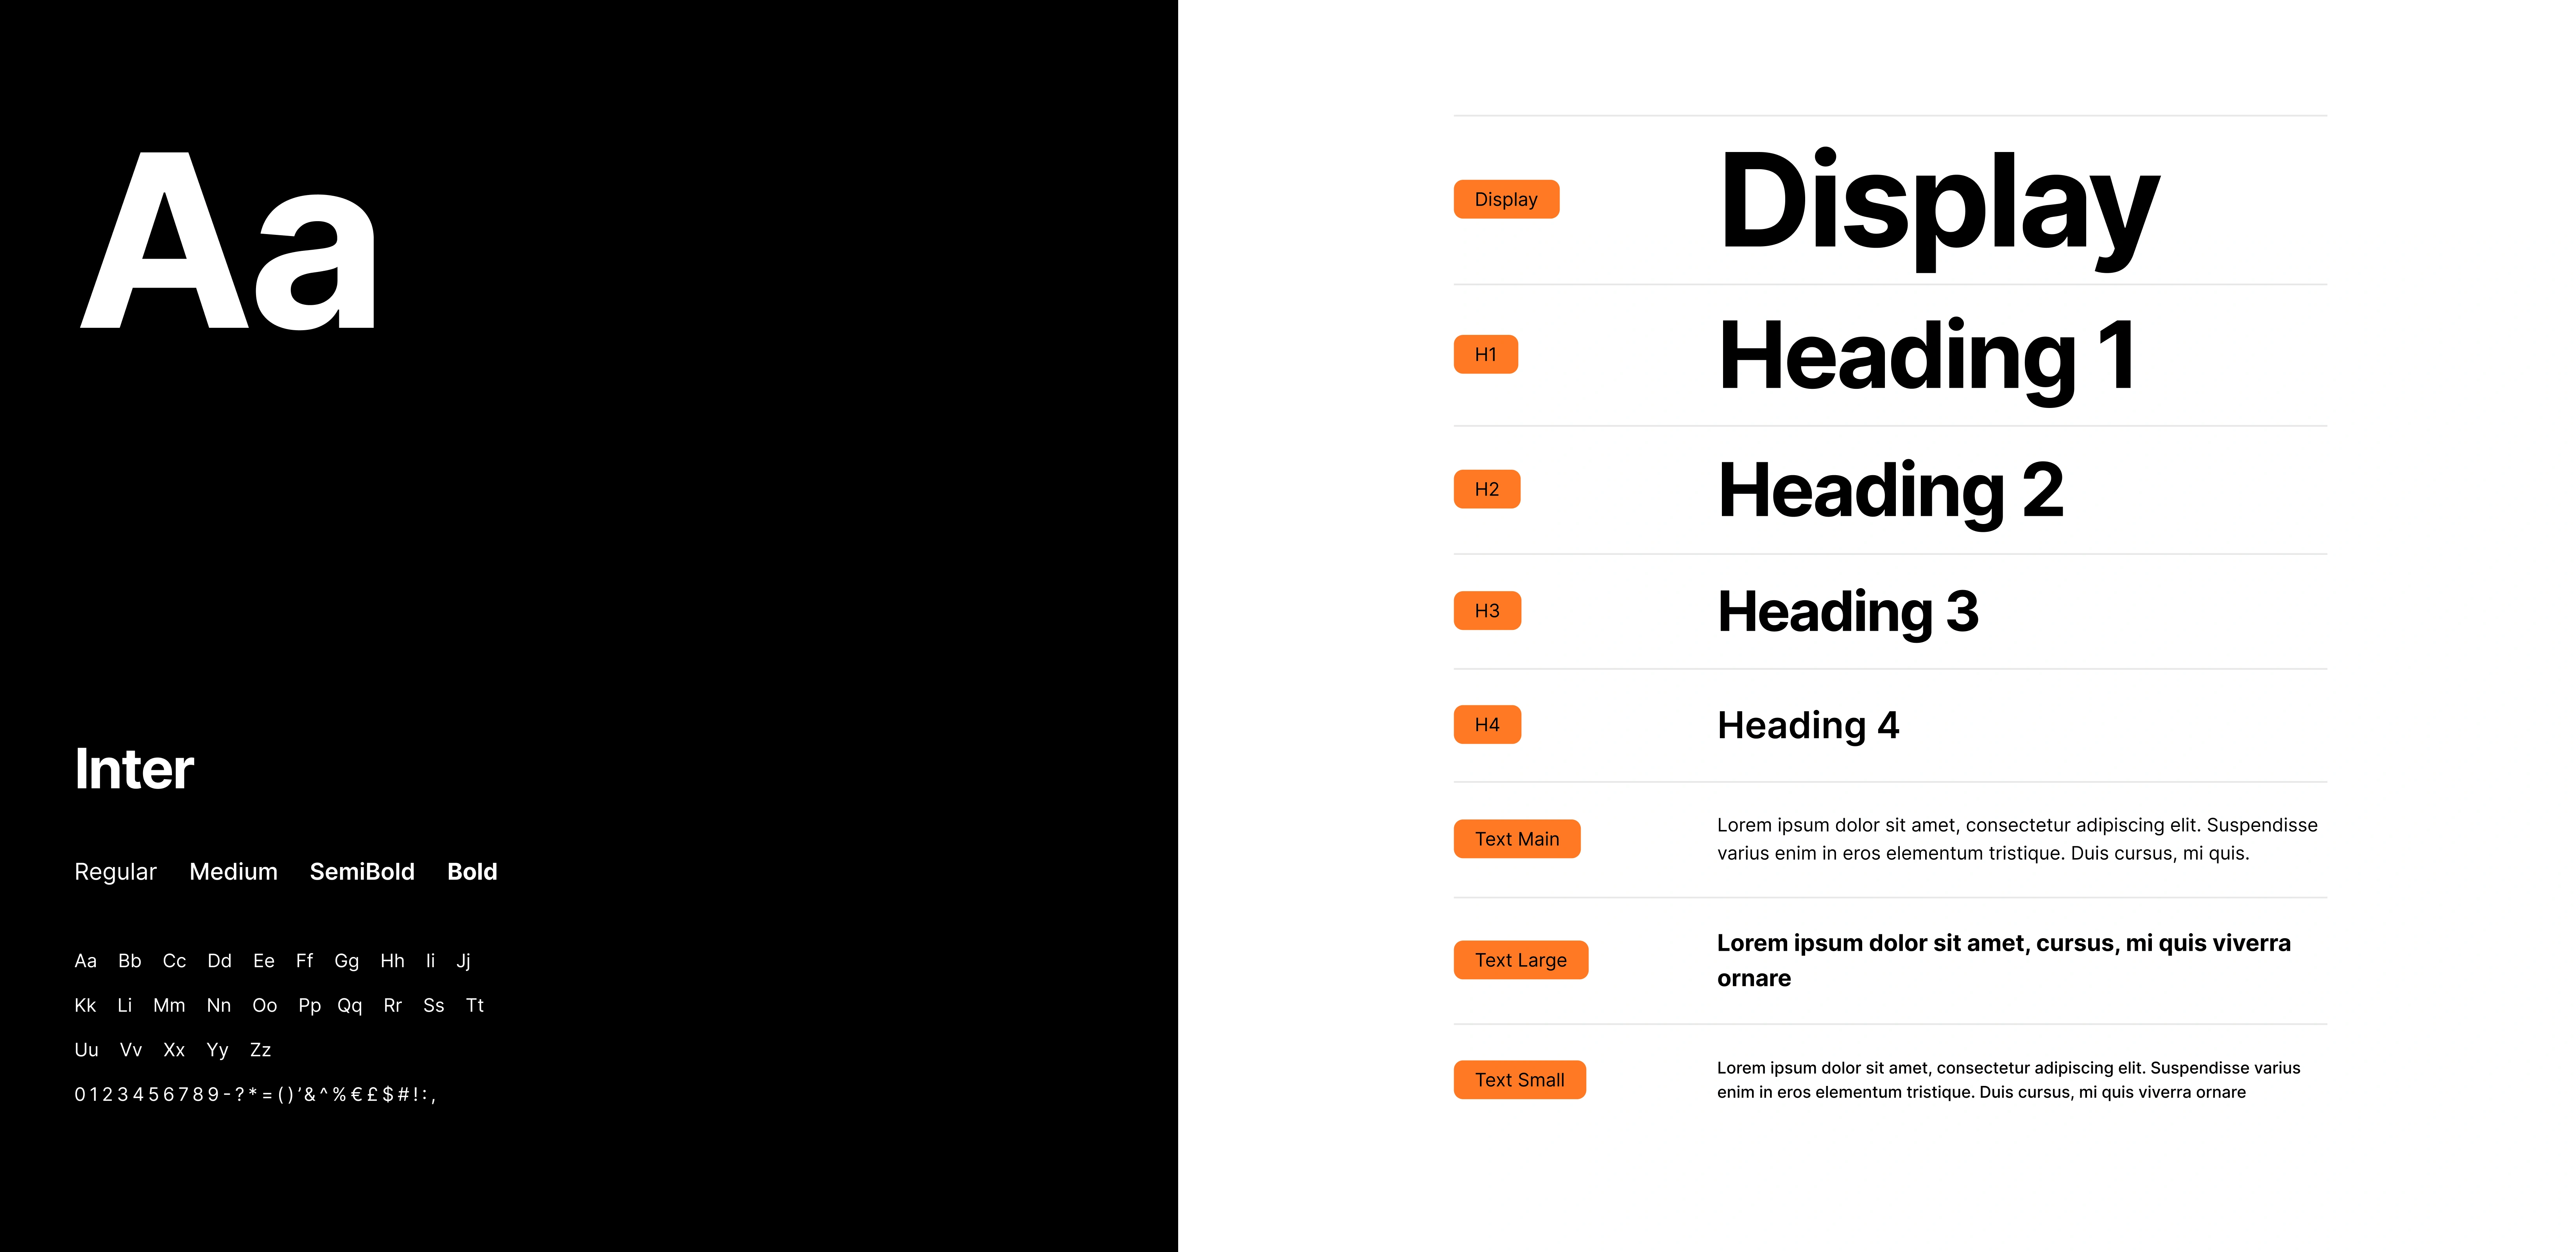 Aa
Inter
Regular Medium SemiBold Bold
Aa Bb Cc Dd Ee Ff Gg Hh Ii Jj
Kk Li Mm Nn Oo Pp Qq Rr Ss Tt
Uu Vv Xx Yy Zz
0 1 2 3 4 5 6 7 8 9 - ? * = ( ) ’ & ^ % € £ $ # ! : ,
Display
Display
H1
Heading 1
H2
Heading 2
H3
Heading 3
H4
Heading 4
Text Main
Lorem ipsum dolor sit amet, consectetur adipiscing elit. Suspendisse
varius enim in eros elementum tristique. Duis cursus, mi quis.
Text Large
Lorem ipsum dolor sit amet, cursus, mi quis viverra
ornare
Text Small
Lorem ipsum dolor sit amet, consectetur adipiscing elit. Suspendisse varius
enim in eros elementum tristique. Duis cursus, mi quis viverra ornare